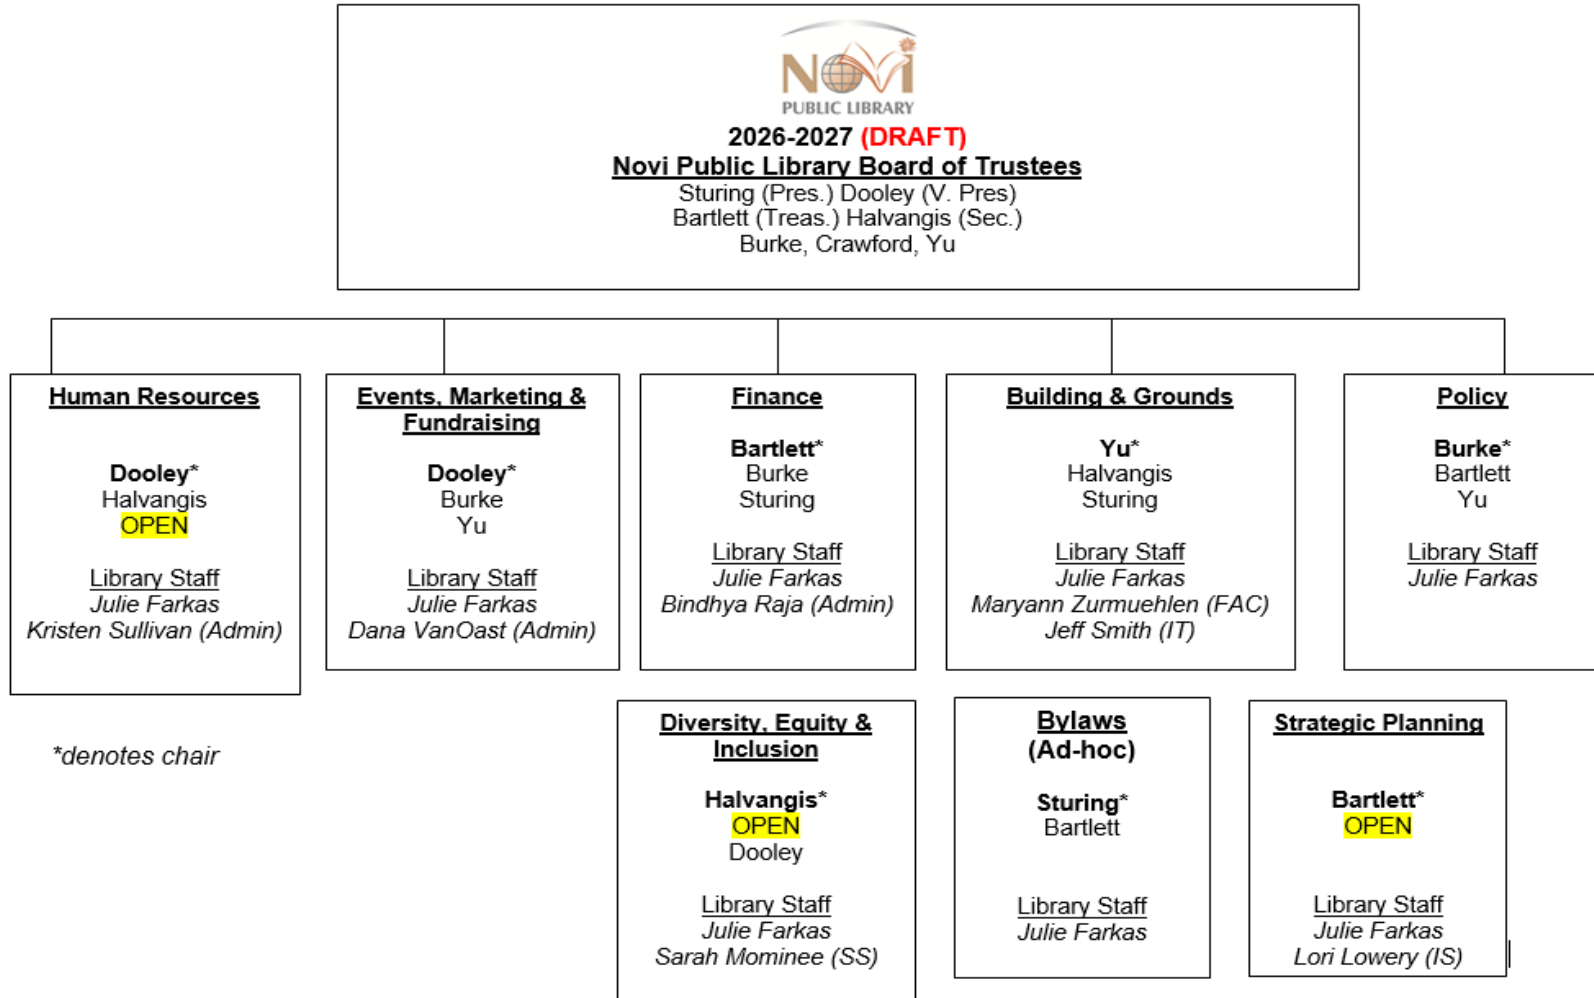 NOVI
PUBLIC LIBRARY
2026-2027 (DRAFT)
Novi Public Library Board of Trustees
Sturing (Pres.) Dooley (V. Pres)
Bartlett (Treas.) Halvangis (Sec.)
Burke, Crawford, Yu
Human Resources
Dooley*
Halvangis
OPEN
Library Staff
Julie Farkas
Kristen Sullivan (Admin)
Events, Marketing &
Fundraising
Dooley*
Burke
Yu
Library Staff
Julie Farkas
Dana VanOast (Admin)
Finance
Bartlett*
Burke
Sturing
Library Staff
Julie Farkas
Bindhya Raja (Admin)
Building & Grounds
Yu*
Halvangis
Sturing
Library Staff
Julie Farkas
Maryann Zurmuehlen (FAC)
Jeff Smith (IT)
Policy
Burke*
Bartlett
Yu
Library Staff
Julie Farkas
*denotes chair
Diversity, Equity &
Inclusion
Halvangis*
OPEN
Dooley
Library Staff
Julie Farkas
Sarah Mominee (SS)
Bylaws
(Ad-hoc)
Sturing*
Bartlett
Library Staff
Julie Farkas
Strategic Planning
Bartlett*
OPEN
Library Staff
Julie Farkas
Lori Lowery (IS)